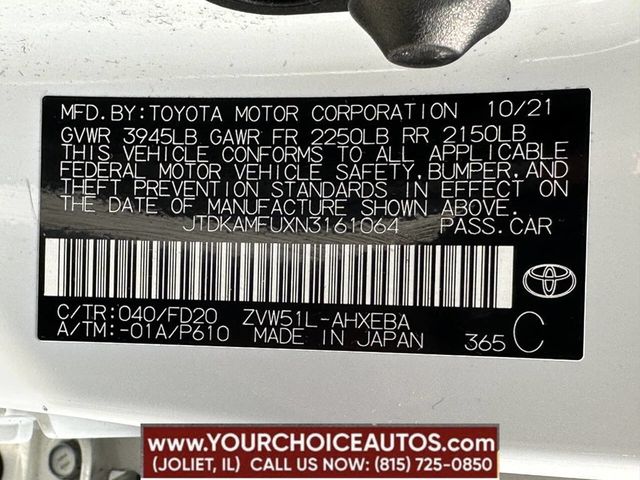 MFD.BY:TOYOTA MOTOR CORPORATION 10/21
GVWR 3945LB GAWR FR 2250LB RR 2150LB
THIS VEHICLE CONFORMS TO ALL APPLICABLE
FEDERAL MOTOR VEHICLE SAFETY,BUMPER,AND
THEFT PREVENTION STANDARDS IN EFFECT ON
THE DATE OF MANUFACTURE SHOWN ABOVE.
JTDKAMFUXN3161064 PASS.CAR
C/TR:040/FD20 ZVW51L-AHXEBA
A/TM:-01A/P610 MADE IN JAPAN 365 C
WWW.YOURCHOICEAUTOS.COM
(JOLIET, IL) CALL US NOW: (815) 725-0850